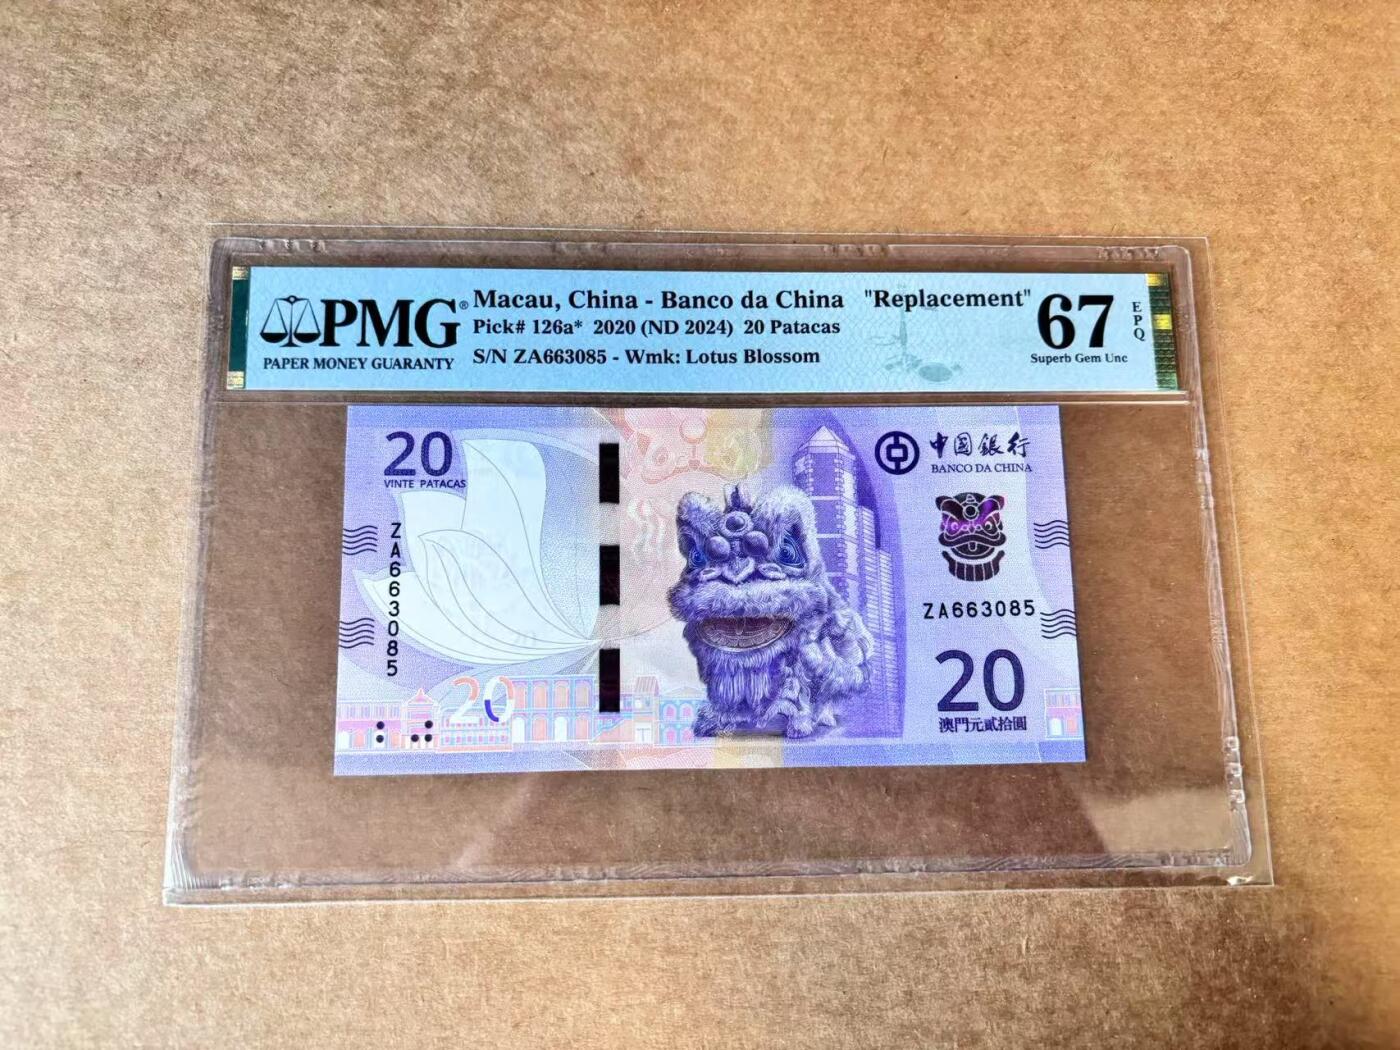 PMG®
PAPER MONEY GUARANTY
Macau, China - Banco da China "Replacement"
Pick# 126a* 2020 (ND 2024) 20 Patacas
S/N ZA663085 - Wmk: Lotus Blossom
67
EPQ
Superb Gem Unc
20
VINTE PATACAS
ZA663085
20
中國銀行
BANCO DA CHINA
ZA663085
20
澳門元貳拾圓